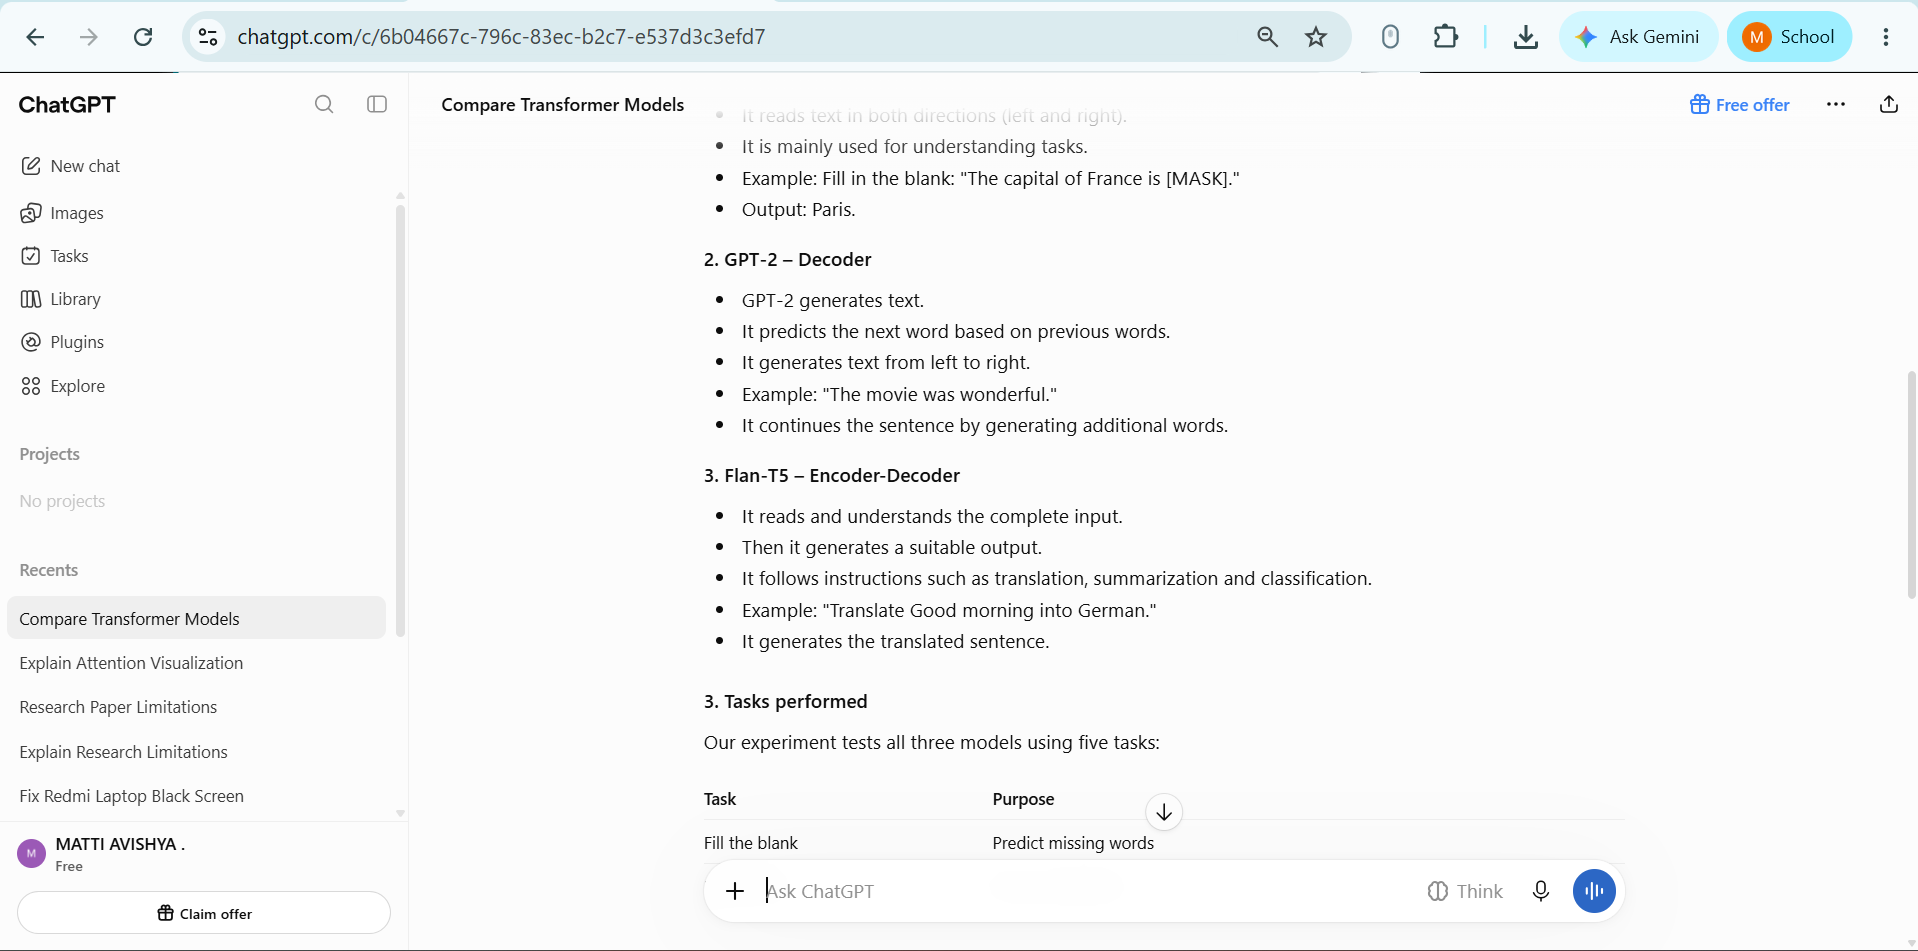 chatgpt.com/c/6b04667c-796c-83ec-b2c7-e537d3c3efd7
Ask Gemini
M
School
ChatGPT
New chat
Images
Tasks
Library
Plugins
Explore
Projects
No projects
Recents
Compare Transformer Models
Explain Attention Visualization
Research Paper Limitations
Explain Research Limitations
Fix Redmi Laptop Black Screen
M
MATTI AVISHYA .
Free
Claim offer
Compare Transformer Models
Free offer
• It reads text in both directions (left and right).
• It is mainly used for understanding tasks.
• Example: Fill in the blank: "The capital of France is [MASK]."
• Output: Paris.
2. GPT-2 – Decoder
• GPT-2 generates text.
• It predicts the next word based on previous words.
• It generates text from left to right.
• Example: "The movie was wonderful."
• It continues the sentence by generating additional words.
3. Flan-T5 – Encoder-Decoder
• It reads and understands the complete input.
• Then it generates a suitable output.
• It follows instructions such as translation, summarization and classification.
• Example: "Translate Good morning into German."
• It generates the translated sentence.
3. Tasks performed
Our experiment tests all three models using five tasks:
Task Purpose
Fill the blank Predict missing words
Ask ChatGPT
Think